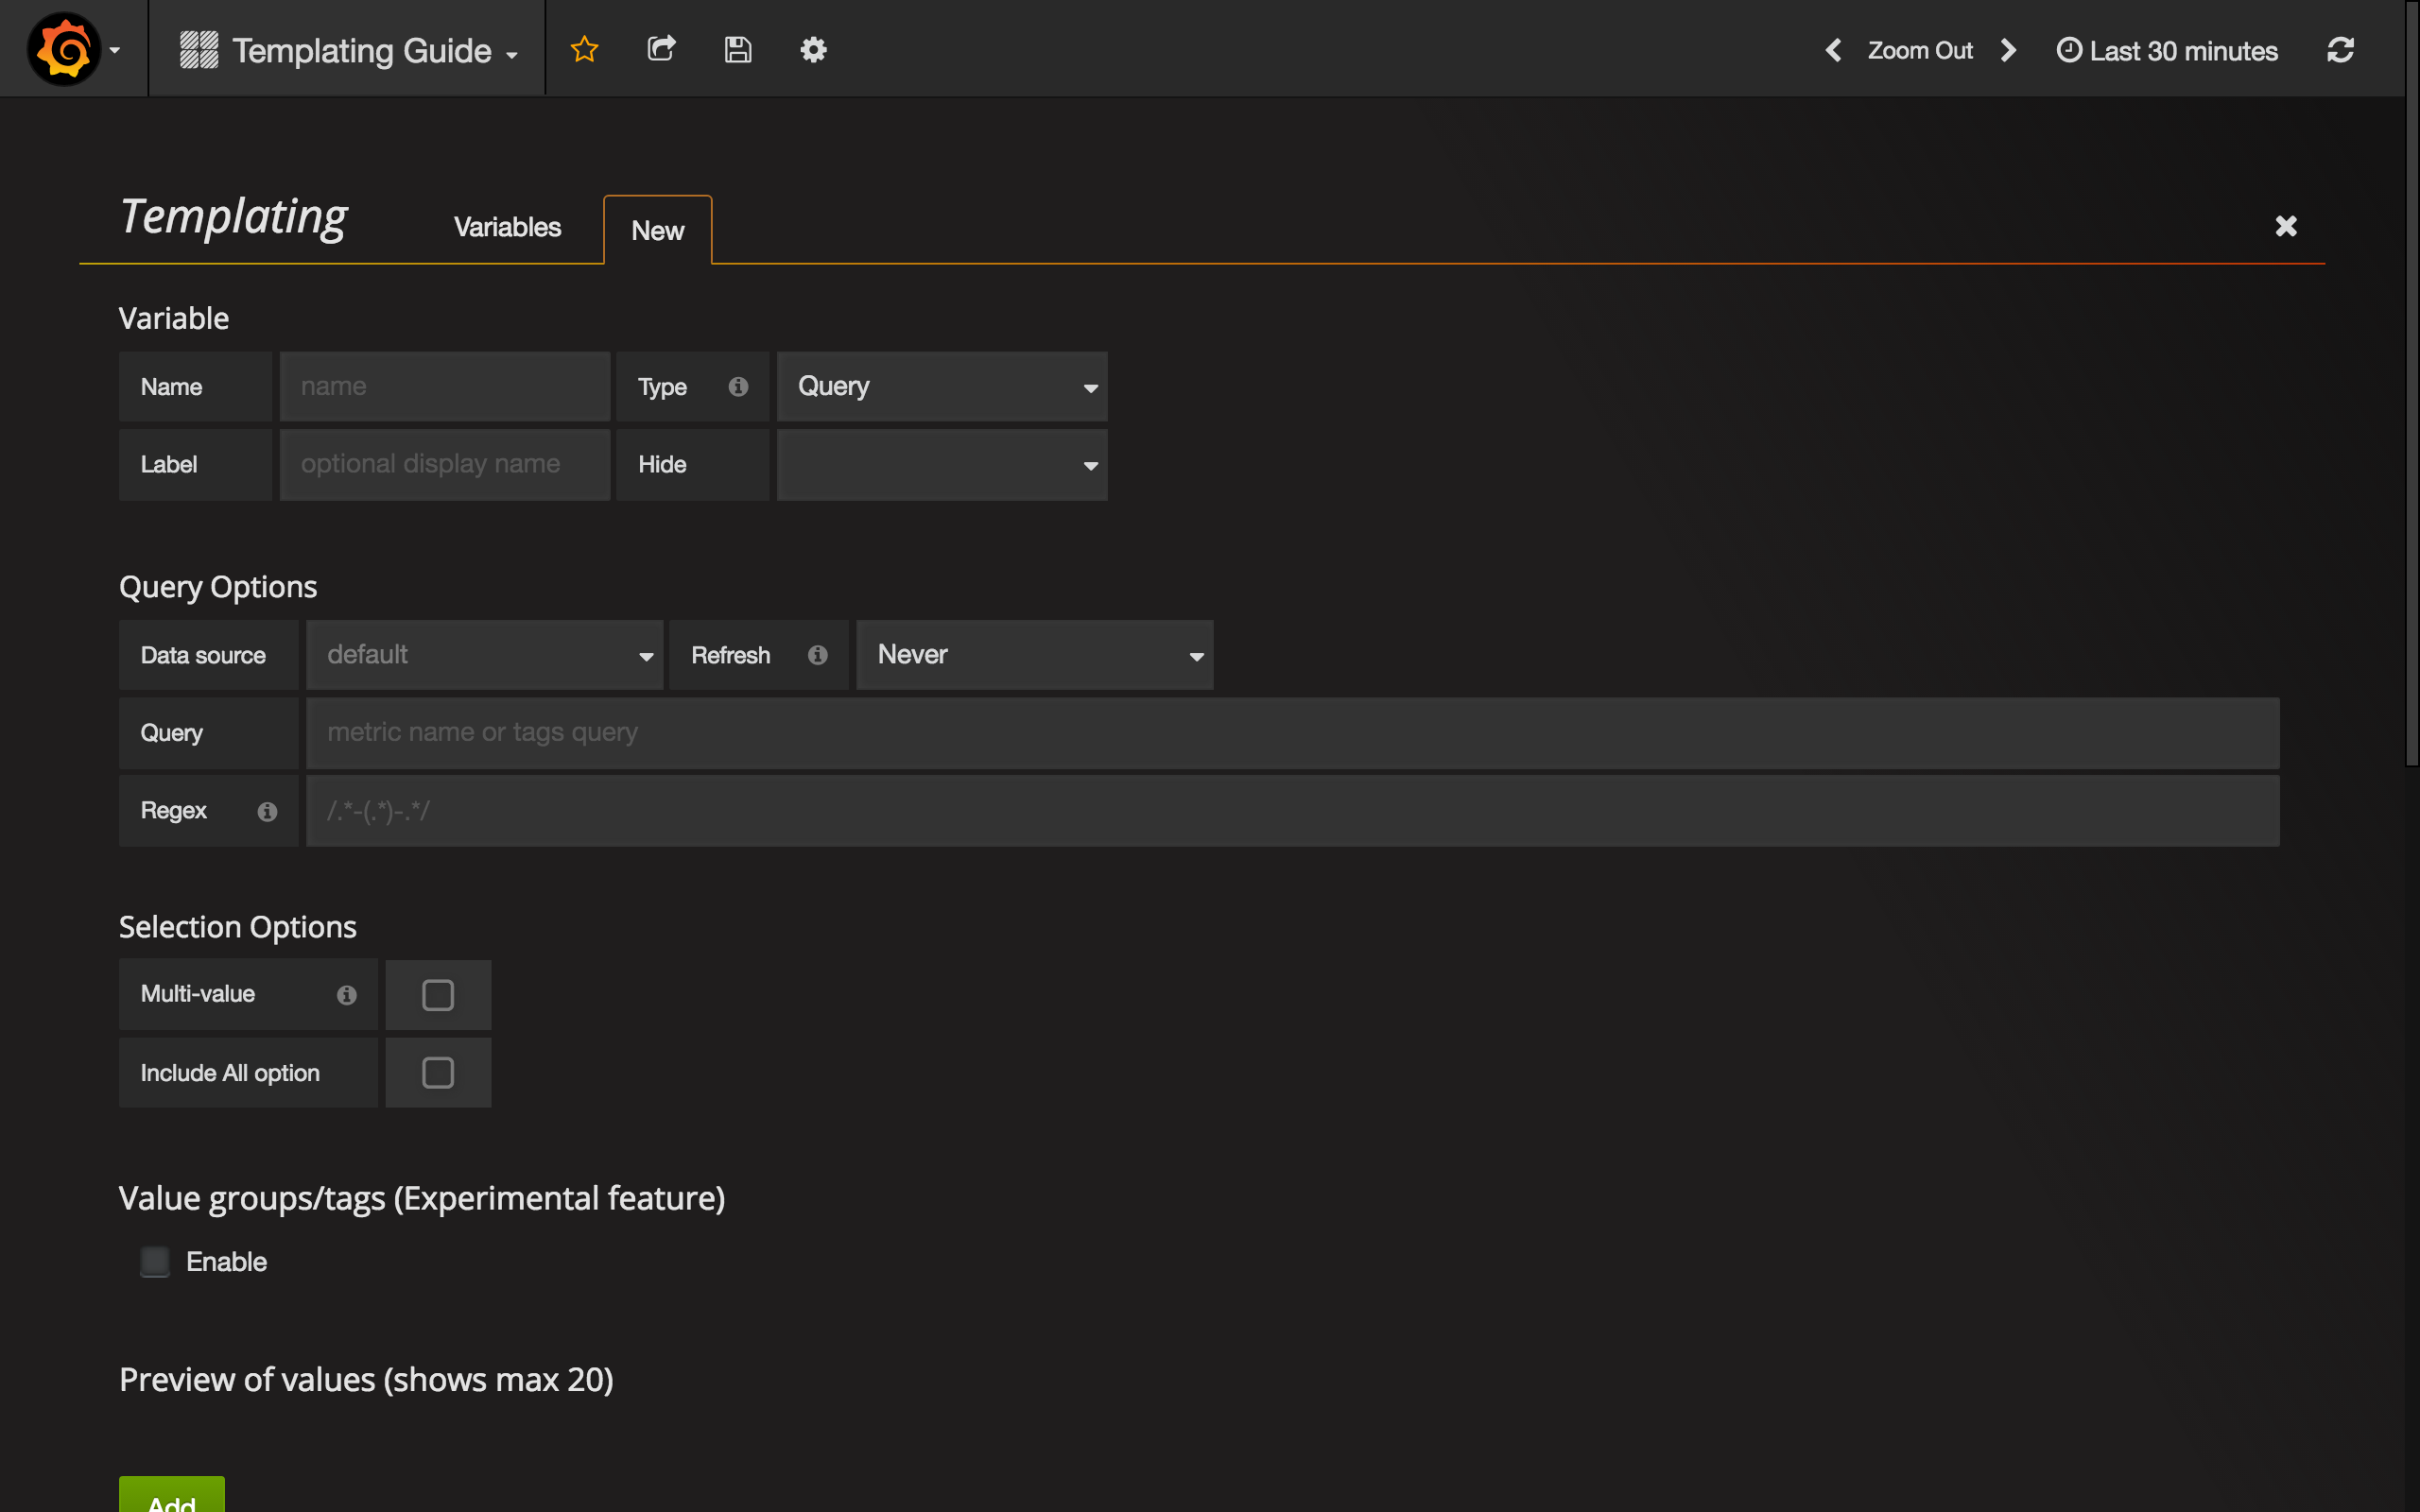 Templating Guide
Zoom Out
Last 30 minutes
Templating
Variables
New
Variable
Name
name
Type
Query
Label
optional display name
Hide
Query Options
Data source
default
Refresh
Never
Query
metric name or tags query
Regex
/.*-(.*)-.*/
Selection Options
Multi-value
Include All option
Value groups/tags (Experimental feature)
Enable
Preview of values (shows max 20)
Add